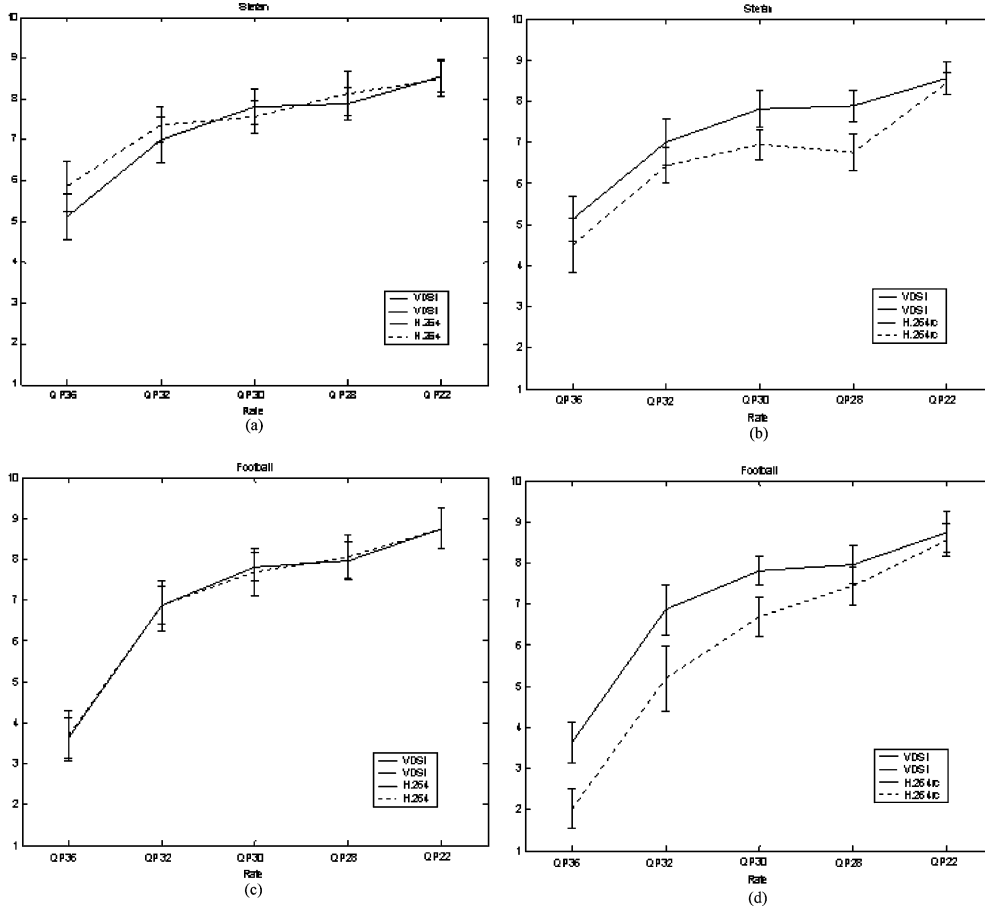 Stefan
10
9
8
7
6
5
4
3
2
1
QP36 QP32 QP30 QP28 QP22
Rate
VDSI
VDSI
H.264
H.264
(a)
Stefan
10
9
8
7
6
5
4
3
2
1
QP36 QP32 QP30 QP28 QP22
Rate
VDSI
VDSI
H.264rc
H.264rc
(b)
Football
10
9
8
7
6
5
4
3
2
1
QP36 QP32 QP30 QP28 QP22
Rate
VDSI
VDSI
H.264
H.264
(c)
Football
10
9
8
7
6
5
4
3
2
1
QP36 QP32 QP30 QP28 QP22
Rate
VDSI
VDSI
H.264rc
H.264rc
(d)